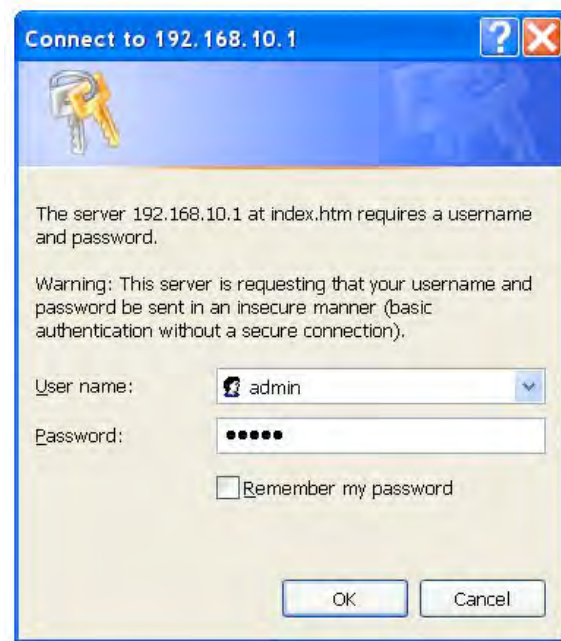 Connect to 192.168.10.1
?
The server 192.168.10.1 at index.htm requires a username
and password.
Warning: This server is requesting that your username and
password be sent in an insecure manner (basic
authentication without a secure connection).
User name:
admin
Password:
●●●●●
Remember my password
OK
Cancel